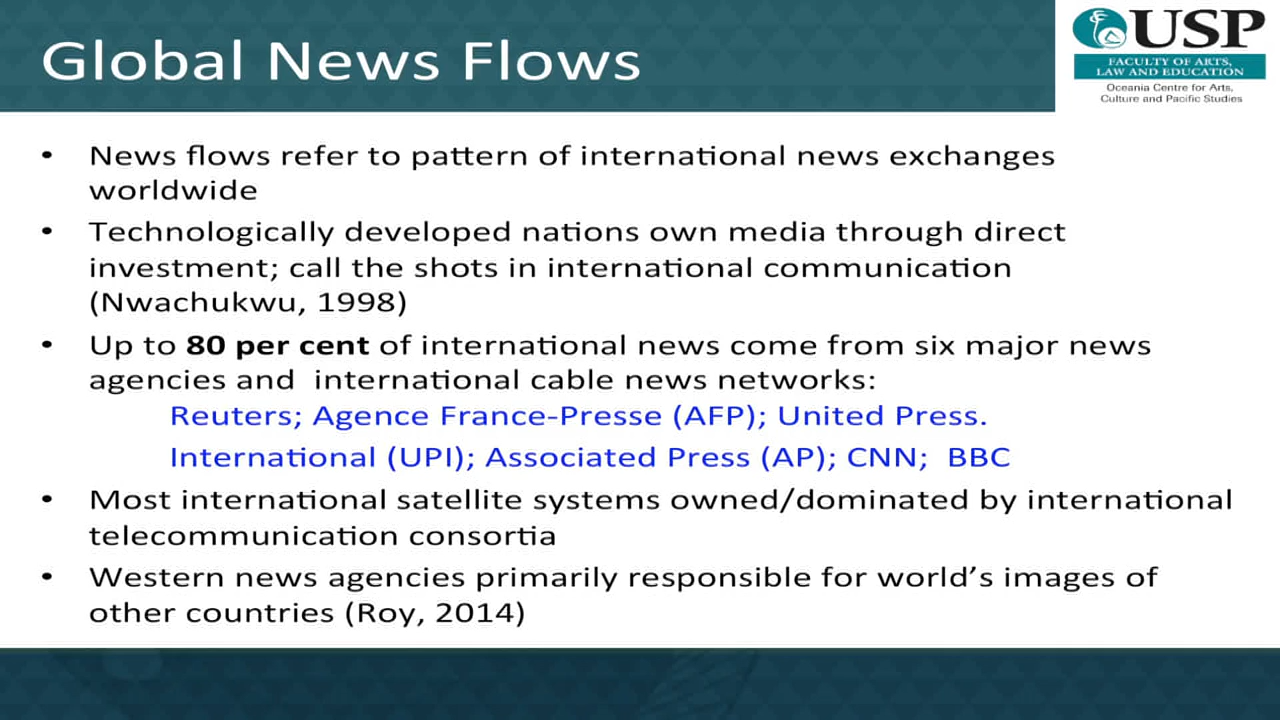 Global News Flows
USP
FACULTY OF ARTS,
LAW AND EDUCATION
Oceania Centre for Arts,
Culture and Pacific Studies
• News flows refer to pattern of international news exchanges
worldwide
• Technologically developed nations own media through direct
investment; call the shots in international communication
(Nwachukwu, 1998)
• Up to 80 per cent of international news come from six major news
agencies and international cable news networks:
Reuters; Agence France-Presse (AFP); United Press.
International (UPI); Associated Press (AP); CNN; BBC
• Most international satellite systems owned/dominated by international
telecommunication consortia
• Western news agencies primarily responsible for world’s images of
other countries (Roy, 2014)